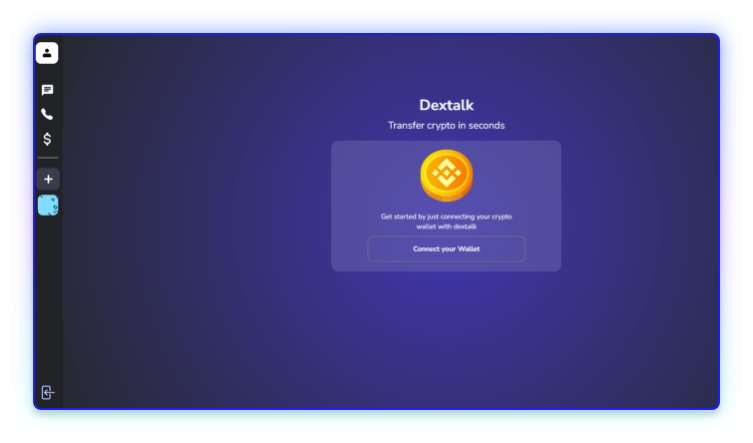 Dextalk
Transfer crypto in seconds
Get started by just connecting your crypto
wallet with dextalk
Connect your Wallet